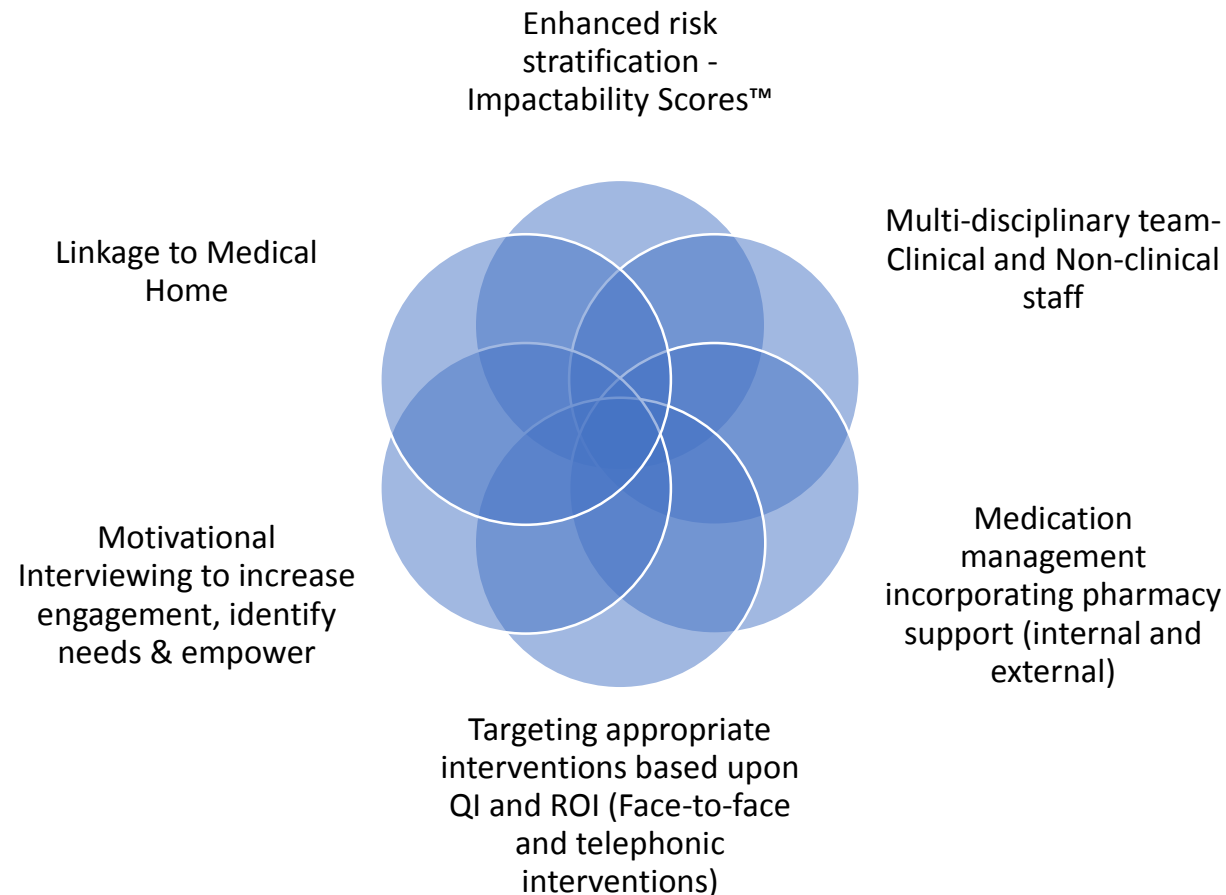 Enhanced risk
stratification -
Impactability Scores™
Multi-disciplinary team-
Clinical and Non-clinical
staff
Medication
management
incorporating pharmacy
support (internal and
external)
Targeting appropriate
interventions based upon
QI and ROI (Face-to-face
and telephonic
interventions)
Motivational
Interviewing to increase
engagement, identify
needs & empower
Linkage to Medical
Home